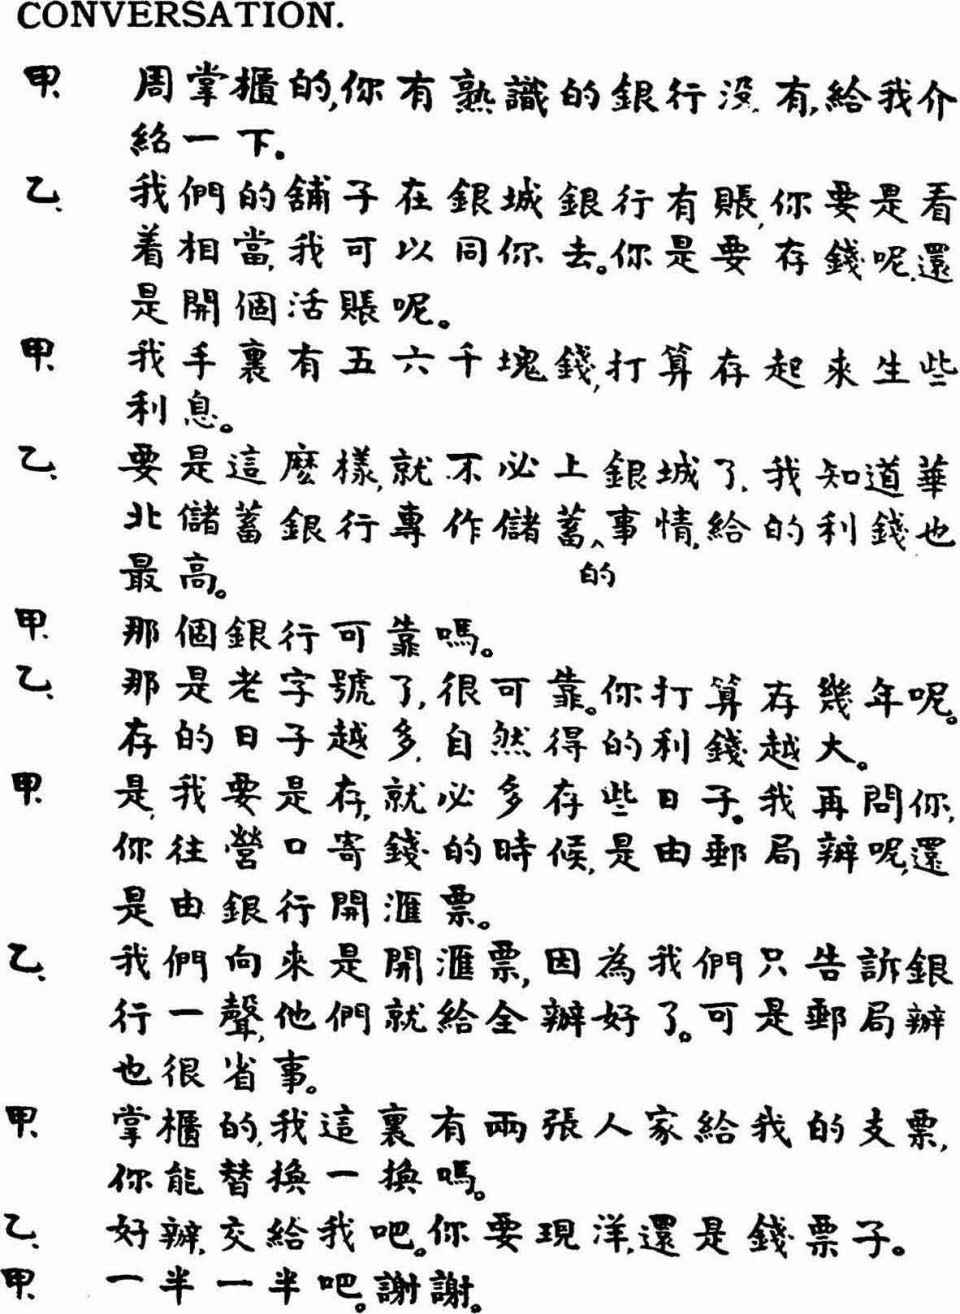 CONVERSATION.
甲. 周掌櫃的,你有熟識的銀行沒有,給我介
紹一下。
乙. 我們的舖子在銀城銀行有賬,你要是看
着相當,我可以同你去。你是要存錢呢,還
是開個活賬呢。
甲. 我手裏有五六千塊錢,打算存起來生些
利息。
乙. 要是這麽樣,就不必上銀城了,我知道華
北儲蓄銀行專作儲蓄^事情,給的利錢也
最高。 的
甲. 那個銀行可靠嗎。
乙. 那是老字號了,很可靠。你打算存幾年呢。
存的日子越多,自然得的利錢越大。
甲. 是,我要是存,就必多存些日子。我再問你,
你往營口寄錢的時候,是由郵局辦呢,還
是由銀行開滙票。
乙. 我們向來是開滙票,因為我們只告訴銀
行一聲,他們就給全辦好了。可是郵局辦
也很省事。
甲. 掌櫃的,我這裏有兩張人家給我的支票,
你能替換一換嗎。
乙. 好辦,交給我吧。你要現洋,還是錢票子。
甲. 一半一半吧。謝謝。